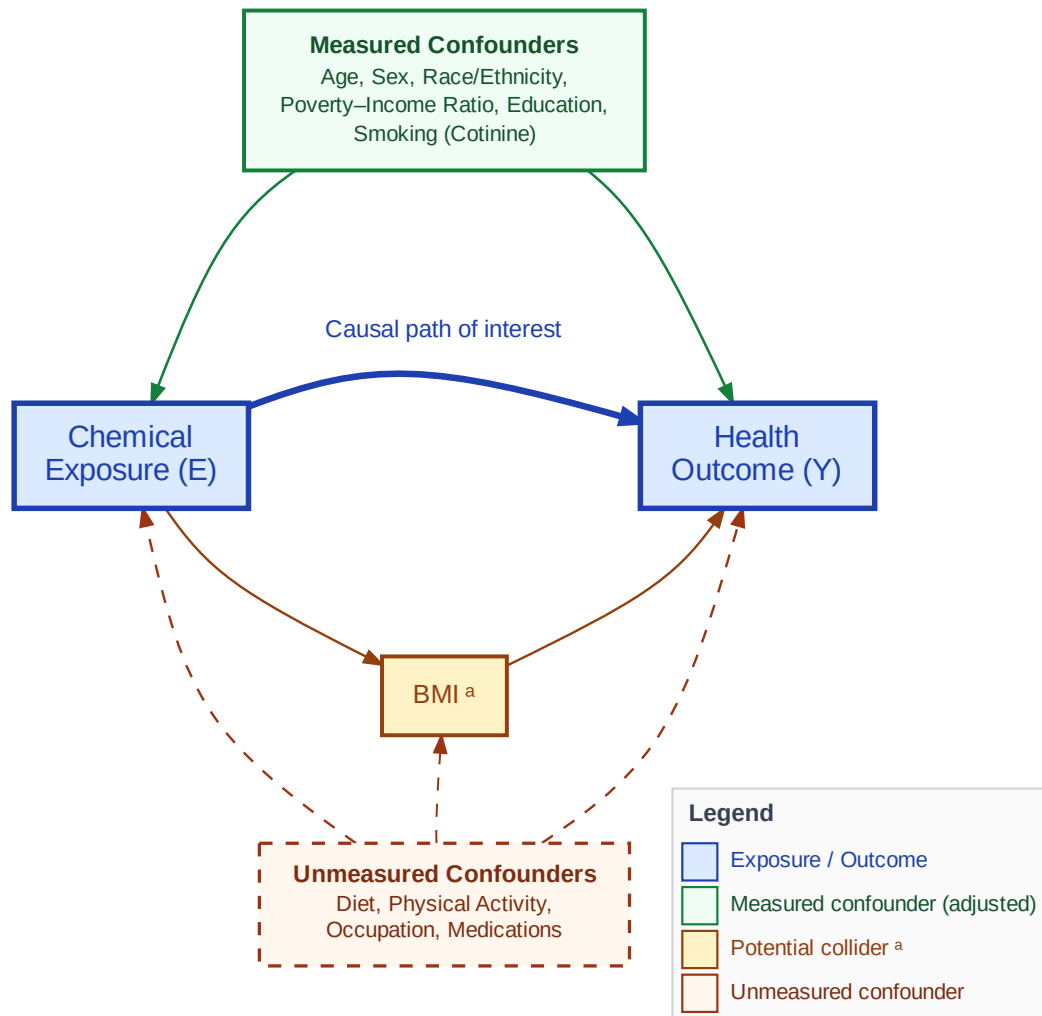 Measured Confounders
Age, Sex, Race/Ethnicity,
Poverty–Income Ratio, Education,
Smoking (Cotinine)
Causal path of interest
Chemical
Exposure (E)
Health
Outcome (Y)
BMI ᵃ
Unmeasured Confounders
Diet, Physical Activity,
Occupation, Medications
Legend
Exposure / Outcome
Measured confounder (adjusted)
Potential collider ᵃ
Unmeasured confounder